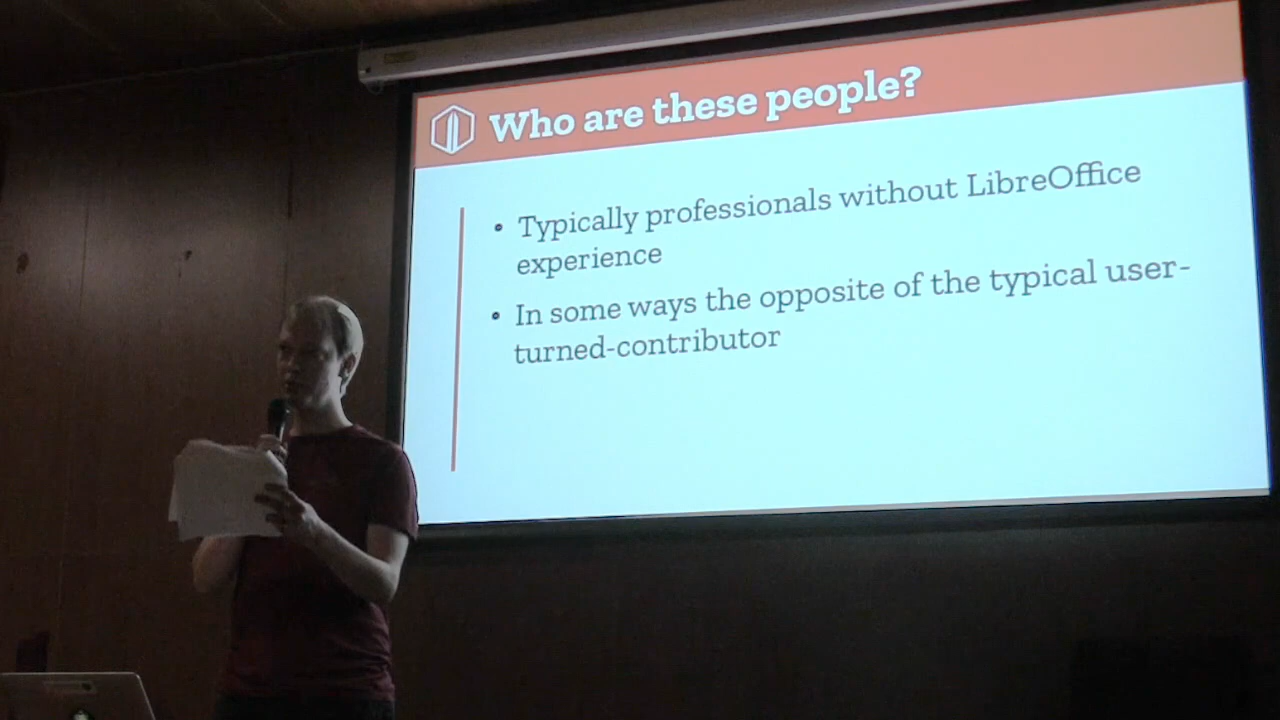 Who are these people?
• Typically professionals without LibreOffice
experience
• In some ways the opposite of the typical user-
turned-contributor